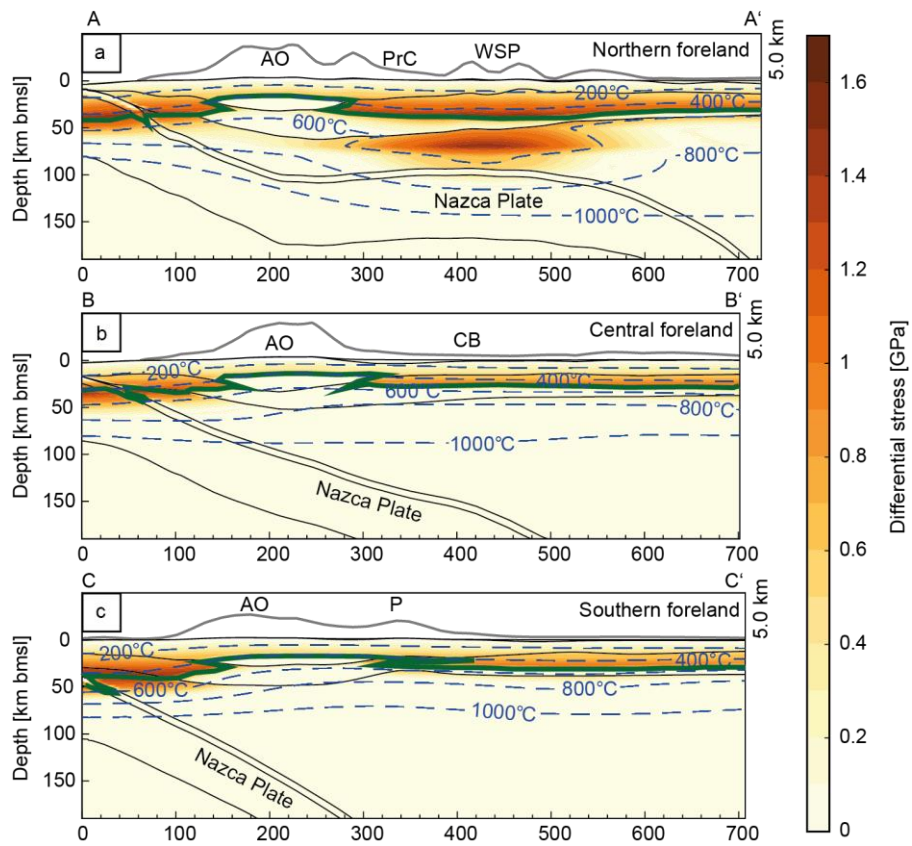 A A‘
a AO PrC WSP Northern foreland 5.0 km
0
50
100
150
Depth [km bmsl]
200°C
400°C
600°C
800°C
1000°C
Nazca Plate
0 100 200 300 400 500 600 700
B B‘
b AO CB Central foreland 5.0 km
0
50
100
150
Depth [km bmsl]
200°C
400°C
600°C
800°C
1000°C
Nazca Plate
0 100 200 300 400 500 600 700
C C‘
c AO P Southern foreland 5.0 km
0
50
100
150
Depth [km bmsl]
200°C
400°C
600°C
800°C
1000°C
Nazca Plate
0 100 200 300 400 500 600 700
1.6
1.4
1.2
1
0.8
0.6
0.4
0.2
0
Differential stress [GPa]